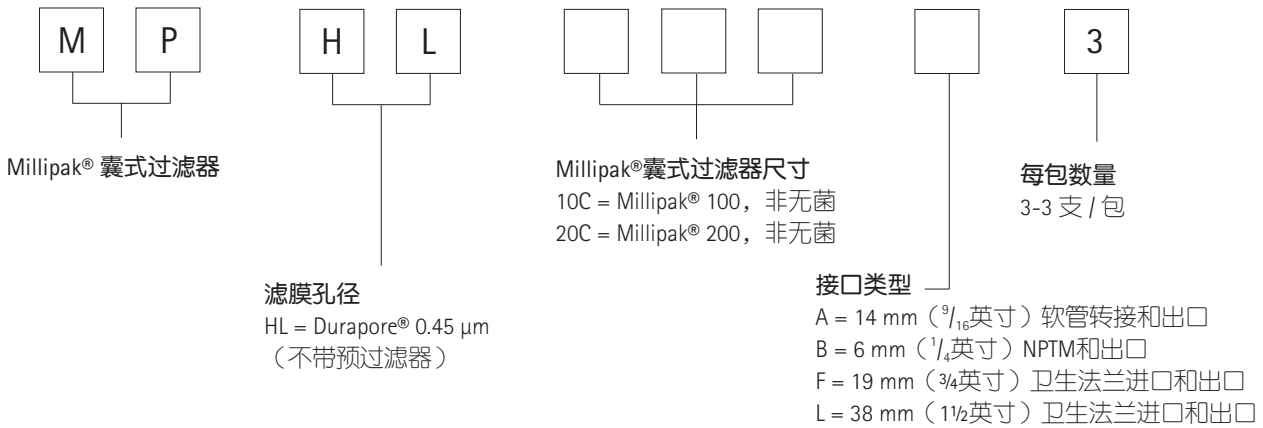 M P H L 3
Millipak® 囊式过滤器
Millipak®囊式过滤器尺寸
10C = Millipak® 100，非无菌
20C = Millipak® 200，非无菌
每包数量
3-3 支 / 包
滤膜孔径
HL = Durapore® 0.45 µm
（不带预过滤器）
接口类型
A = 14 mm（9/16英寸）软管转接和出口
B = 6 mm（1/4英寸）NPTM和出口
F = 19 mm（3/4英寸）卫生法兰进口和出口
L = 38 mm（11/2英寸）卫生法兰进口和出口